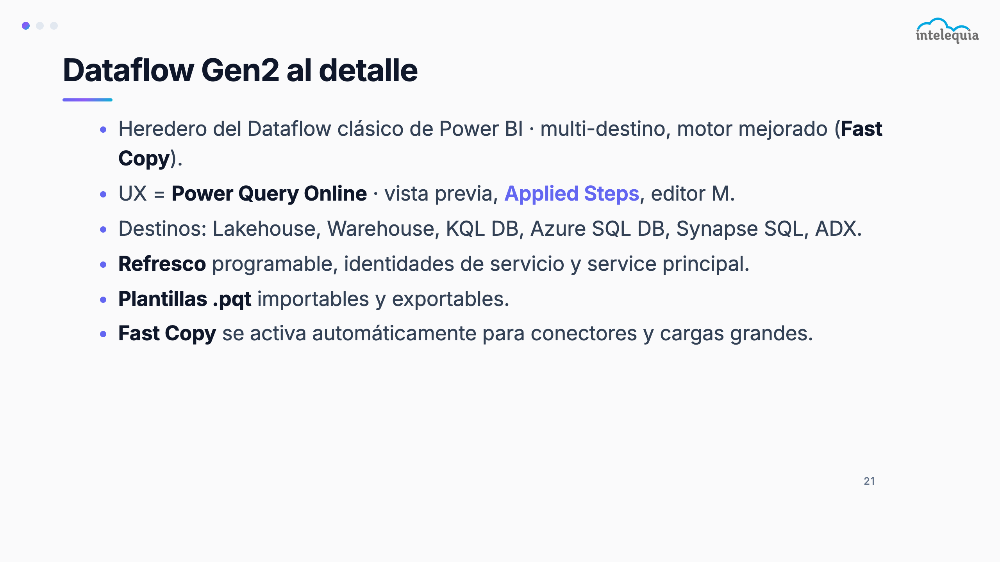 intelequia
Dataflow Gen2 al detalle
• Heredero del Dataflow clásico de Power BI · multi-destino, motor mejorado (Fast
Copy).
• UX = Power Query Online · vista previa, Applied Steps, editor M.
• Destinos: Lakehouse, Warehouse, KQL DB, Azure SQL DB, Synapse SQL, ADX.
• Refresco programable, identidades de servicio y service principal.
• Plantillas .pqt importables y exportables.
• Fast Copy se activa automáticamente para conectores y cargas grandes.
21